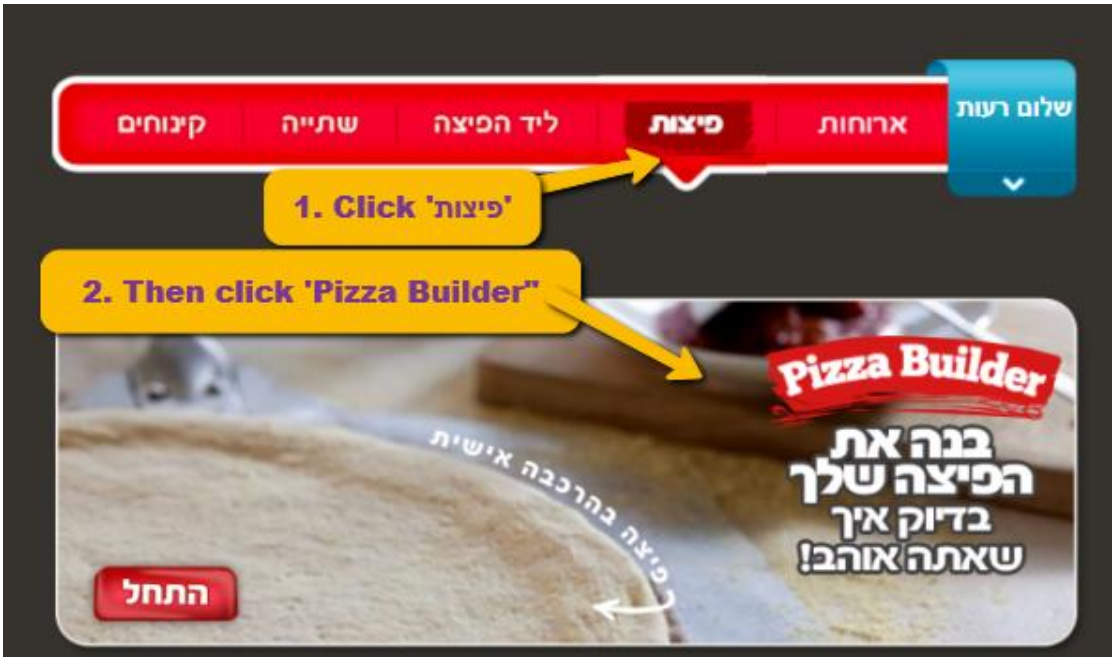 שלום רעות
ארוחות
פיצות
ליד הפיצה
שתייה
קינוחים
1. Click 'פיצות'
2. Then click 'Pizza Builder"
Pizza Builder
בנה את
הפיצה שלך
בדיוק איך
שאתה אוהב!
פיצה בהרכבה אישית
התחל